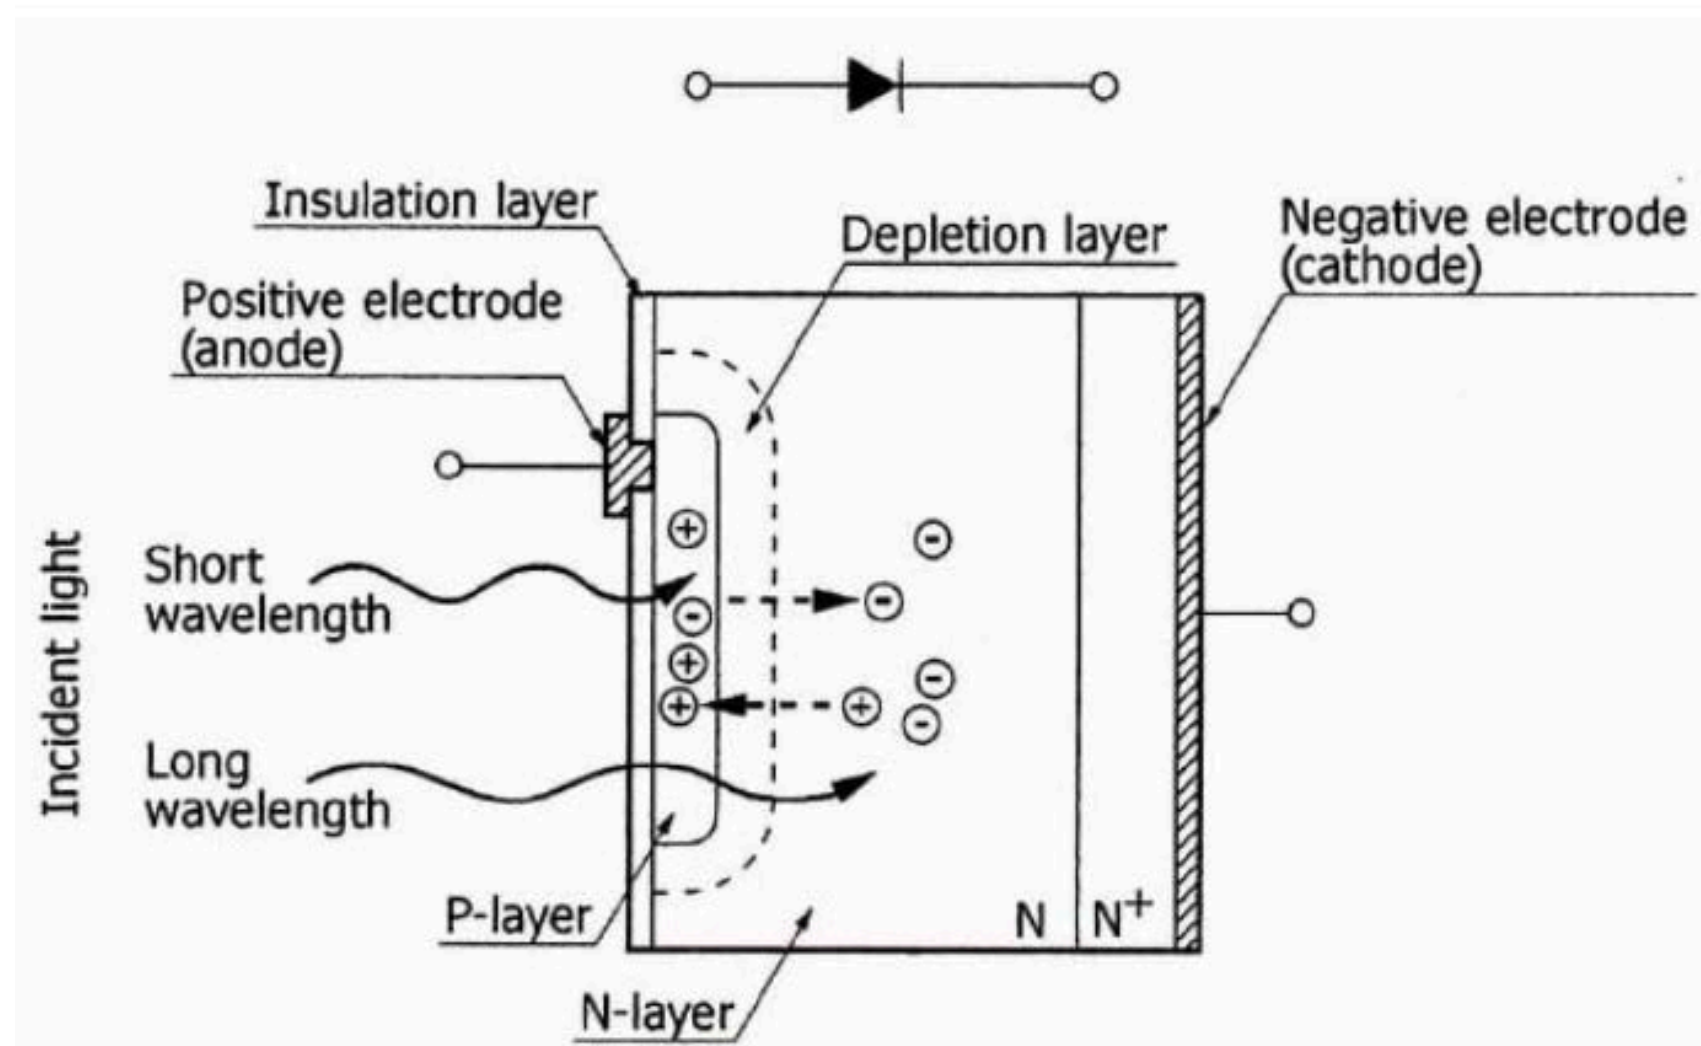 Insulation layer
Depletion layer
Negative electrode
(cathode)
Positive electrode
(anode)
+
-
Short
wavelength
-
-
+
-
+
+
-
-
Incident light
Long
wavelength
P-layer
N
N+
N-layer